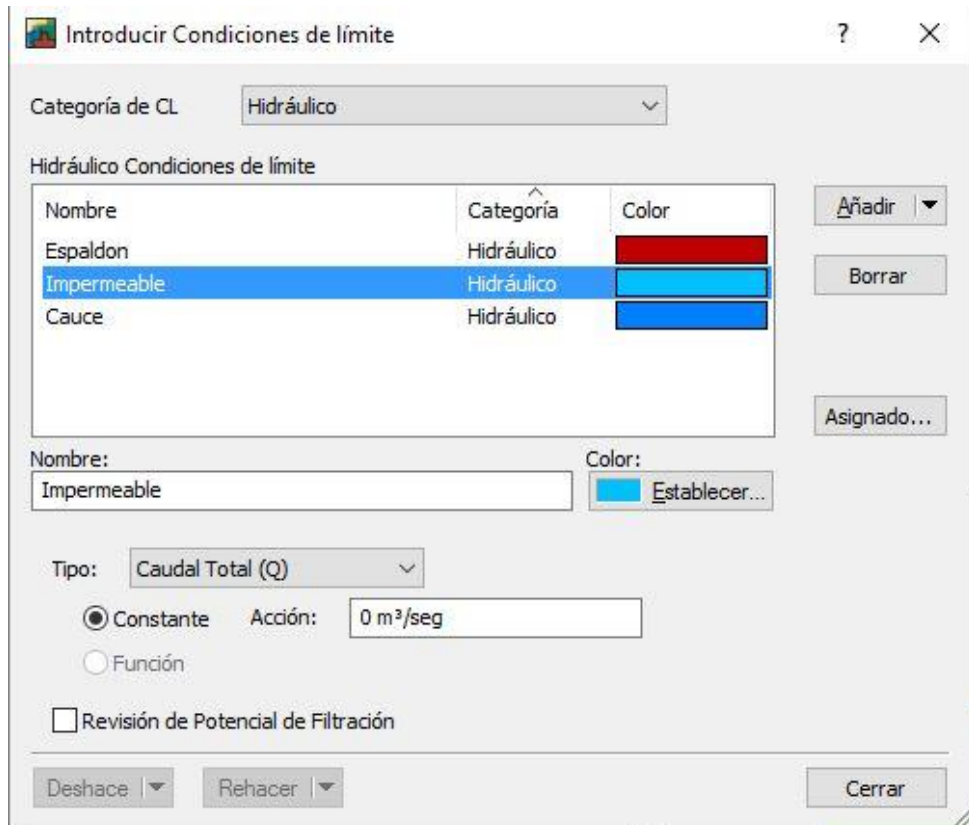 Introducir Condiciones de límite ? X
Categoría de CL Hidráulico
Hidráulico Condiciones de límite
Nombre Categoría Color Añadir
Espaldon Hidráulico
Impermeable Hidráulico Borrar
Cauce Hidráulico
Asignado...
Nombre: Color:
Impermeable Establecer...
Tipo: Caudal Total (Q)
Constante Acción: 0 m³/seg
Función
Revisión de Potencial de Filtración
Deshace Rehacer Cerrar